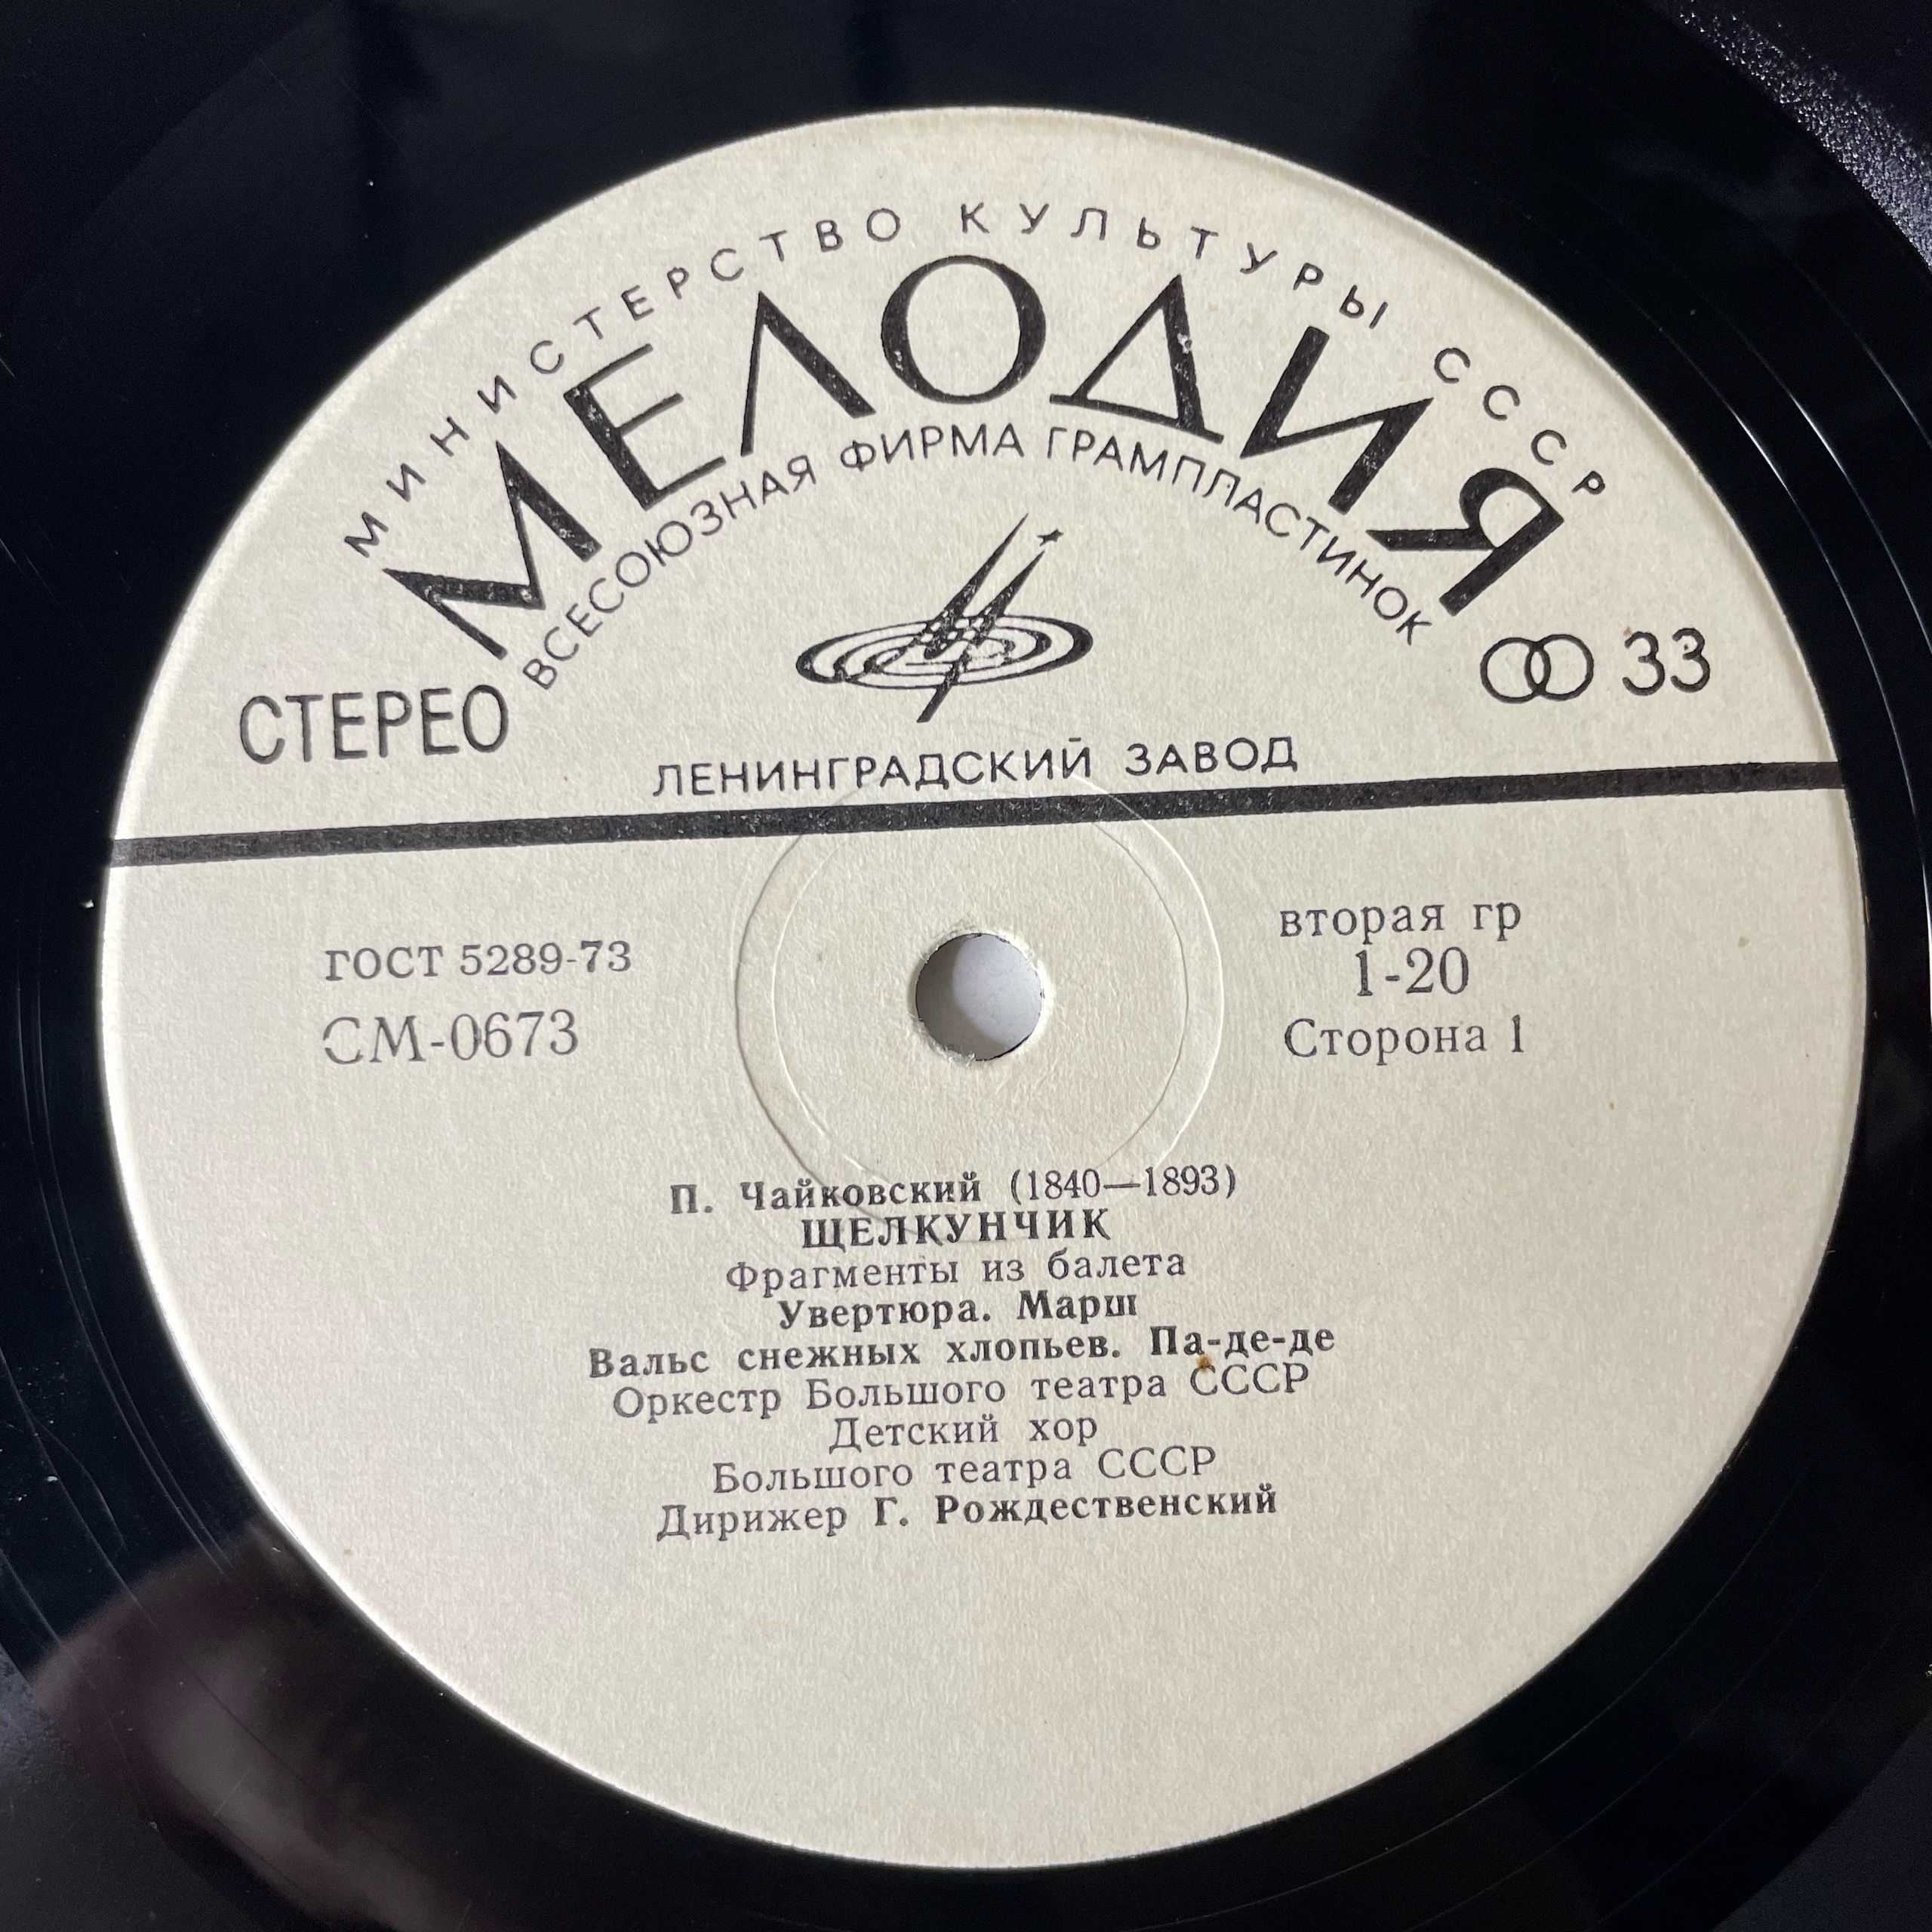 МИНИСТЕРСТВО КУЛЬТУРЫ СССР
МЕЛОДИЯ
ВСЕСОЮЗНАЯ ФИРМА ГРАМПЛАСТИНОК
СТЕРЕО
33
ЛЕНИНГРАДСКИЙ ЗАВОД
ГОСТ 5289-73
СМ-0673
вторая гр
1-20
Сторона 1
П. Чайковский (1840—1893)
ЩЕЛКУНЧИК
Фрагменты из балета
Увертюра. Марш
Вальс снежных хлопьев. Па-де-де
Оркестр Большого театра СССР
Детский хор
Большого театра СССР
Дирижер Г. Рождественский